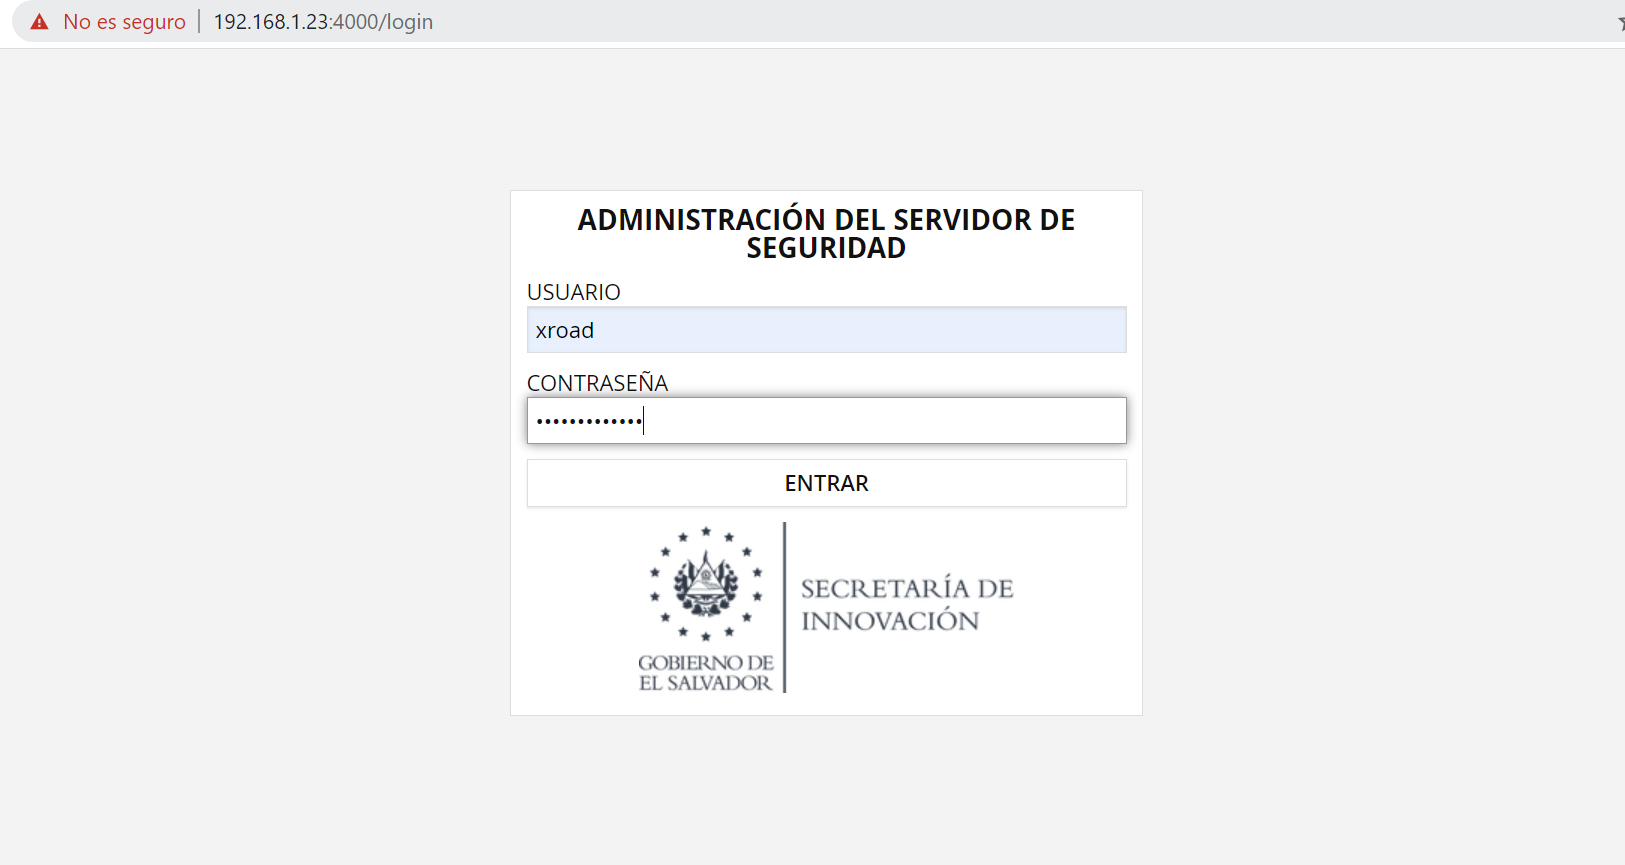 No es seguro | 192.168.1.23:4000/login
ADMINISTRACIÓN DEL SERVIDOR DE
SEGURIDAD
USUARIO
xroad
CONTRASEÑA
•••••••••••••
ENTRAR
SECRETARÍA DE
INNOVACIÓN
GOBIERNO DE
EL SALVADOR